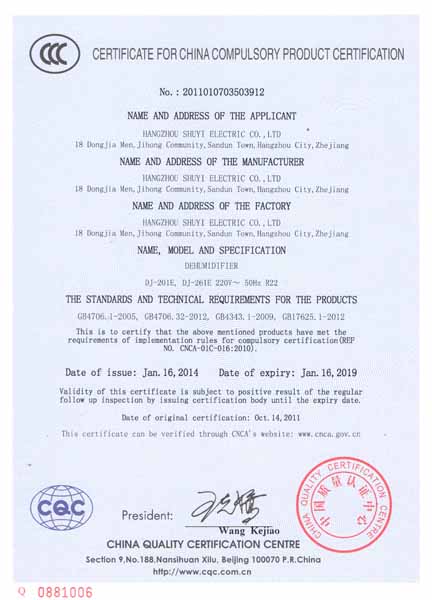 CCC
CERTIFICATE FOR CHINA COMPULSORY PRODUCT CERTIFICATION
No.: 2011010703503912
NAME AND ADDRESS OF THE APPLICANT
HANGZHOU SHUYI ELECTRIC CO.,LTD
18 Dongjia Men, Jihong Community, Sandun Town, Hangzhou City, Zhejiang
NAME AND ADDRESS OF THE MANUFACTURER
HANGZHOU SHUYI ELECTRIC CO.,LTD
18 Dongjia Men, Jihong Community, Sandun Town, Hangzhou City, Zhejiang
NAME AND ADDRESS OF THE FACTORY
HANGZHOU SHUYI ELECTRIC CO.,LTD
18 Dongjia Men, Jihong Community, Sandun Town, Hangzhou City, Zhejiang
NAME, MODEL AND SPECIFICATION
DEHUMIDIFIER
DJ-201E, DJ-261E 220V~ 50Hz R22
THE STANDARDS AND TECHNICAL REQUIREMENTS FOR THE PRODUCTS
GB4706.1-2005, GB4706.32-2012, GB4343.1-2009, GB17625.1-2012
This is to certify that the above mentioned products have met the
requirements of implementation rules for compulsory certification(REF
NO. CNCA-01C-016:2010).
Date of issue: Jan. 16, 2014 Date of expiry: Jan. 16, 2019
Validity of this certificate is subject to positive result of the regular
follow up inspection by issuing certification body until the expiry date.
Date of original certification: Oct. 14, 2011
This certificate can be verified through CNCA's website: www.cnca.gov.cn
CQC
President:
Wang Kejiao
CHINA QUALITY CERTIFICATION CENTRE
中国质量认证中心
CHINA QUALITY CERTIFICATION CENTRE
Section 9, No.188, Nansihuan Xilu, Beijing 100070 P.R.China
http://www.cqc.com.cn
Q 0881006